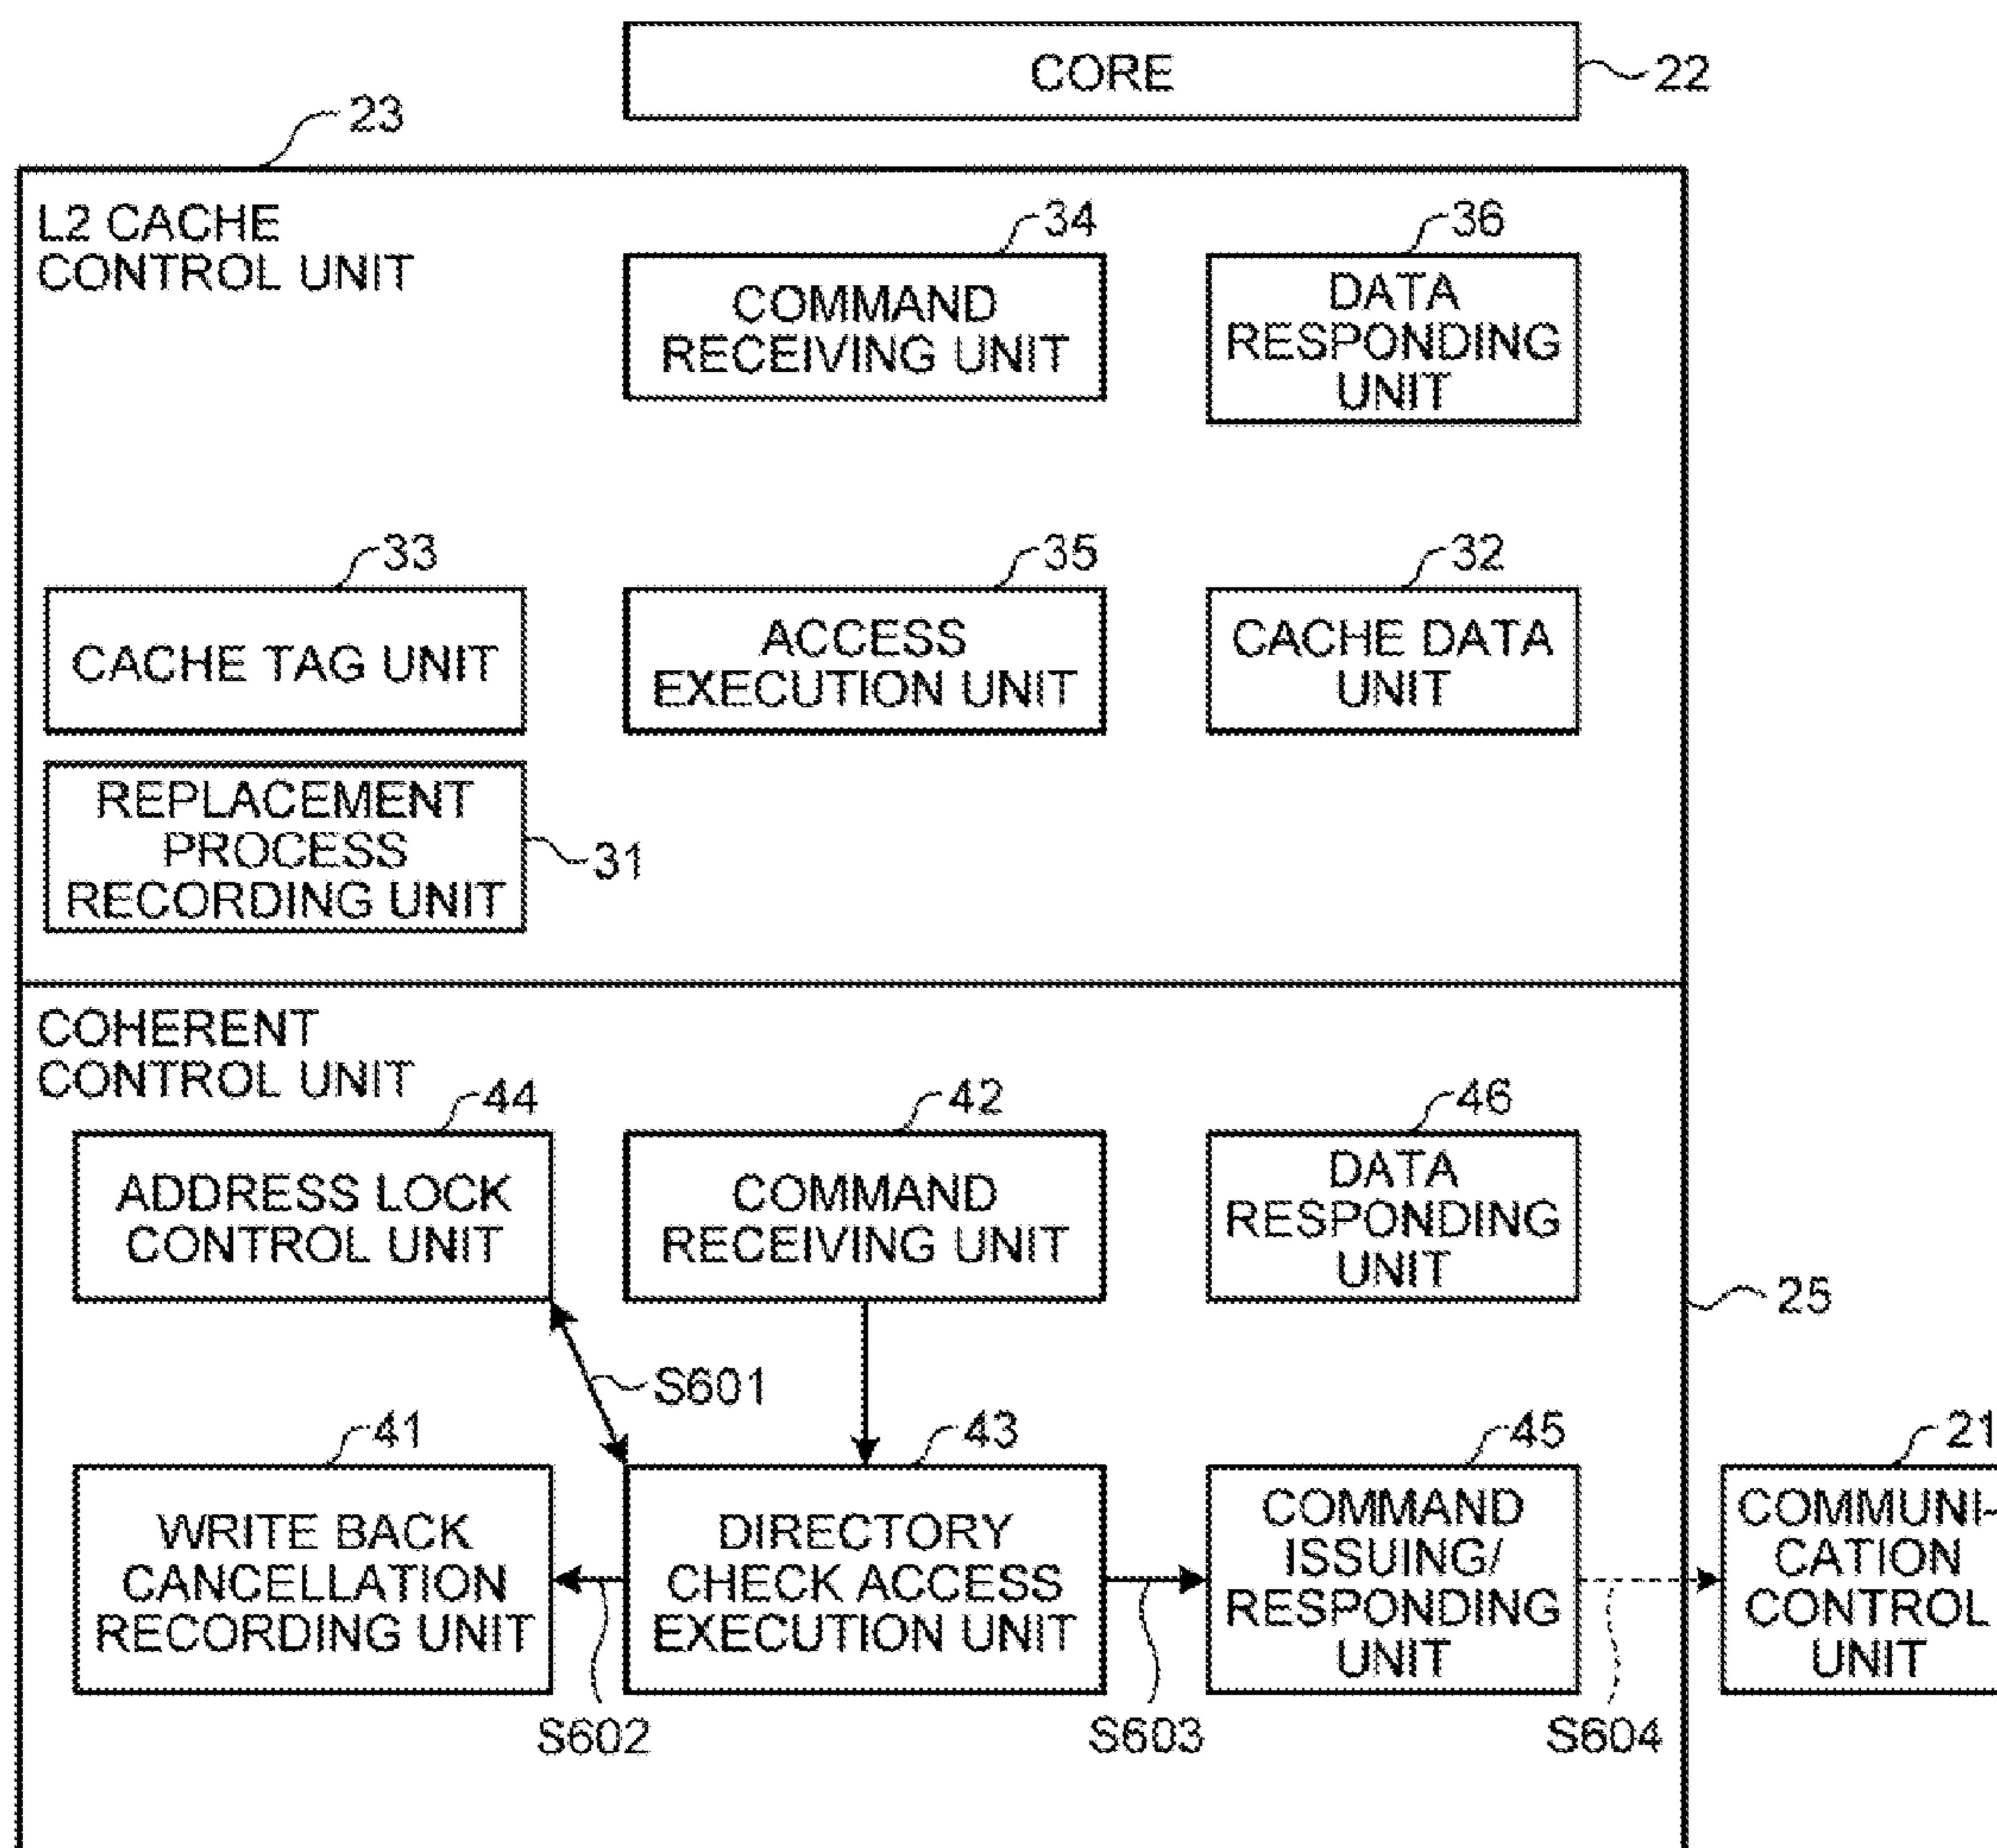 CORE
22
23
L2 CACHE
CONTROL UNIT
34
COMMAND
RECEIVING UNIT
36
DATA
RESPONDING
UNIT
33
CACHE TAG UNIT
35
ACCESS
EXECUTION UNIT
32
CACHE DATA
UNIT
REPLACEMENT
PROCESS
RECORDING UNIT
31
COHERENT
CONTROL UNIT
44
ADDRESS LOCK
CONTROL UNIT
42
COMMAND
RECEIVING UNIT
46
DATA
RESPONDING
UNIT
25
S601
41
WRITE BACK
CANCELLATION
RECORDING UNIT
43
DIRECTORY
CHECK ACCESS
EXECUTION UNIT
45
COMMAND
ISSUING/
RESPONDING
UNIT
21
COMMUNI-
CATION
CONTROL
UNIT
S602
S603
S604